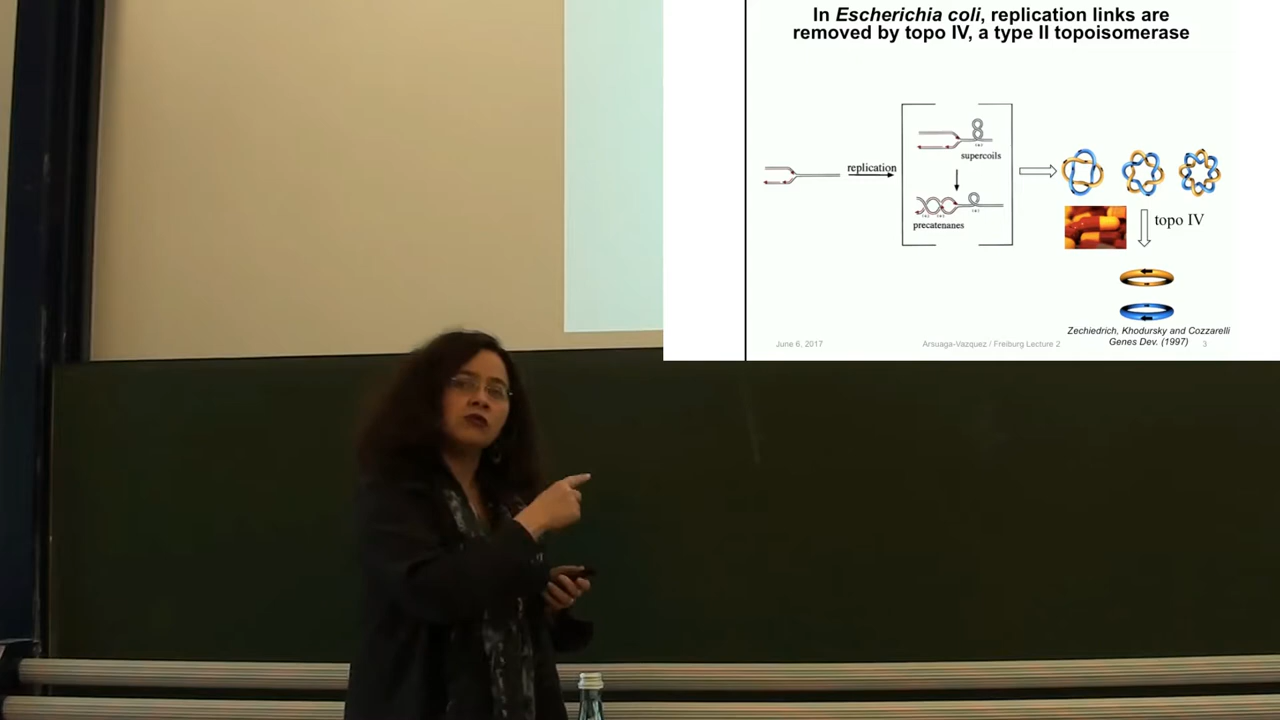 In Escherichia coli, replication links are
removed by topo IV, a type II topoisomerase
replication
supercoils
precatenanes
topo IV
Zechiedrich, Khodursky and Cozzarelli
Genes Dev. (1997)
June 6, 2017
Arsuaga-Vazquez / Freiburg Lecture 2
3